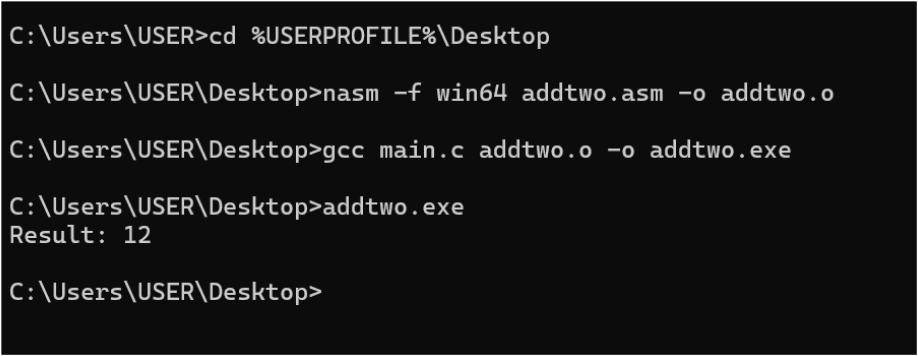 C:\Users\USER>cd %USERPROFILE%\Desktop
C:\Users\USER\Desktop>nasm -f win64 addtwo.asm -o addtwo.o
C:\Users\USER\Desktop>gcc main.c addtwo.o -o addtwo.exe
C:\Users\USER\Desktop>addtwo.exe
Result: 12
C:\Users\USER\Desktop>